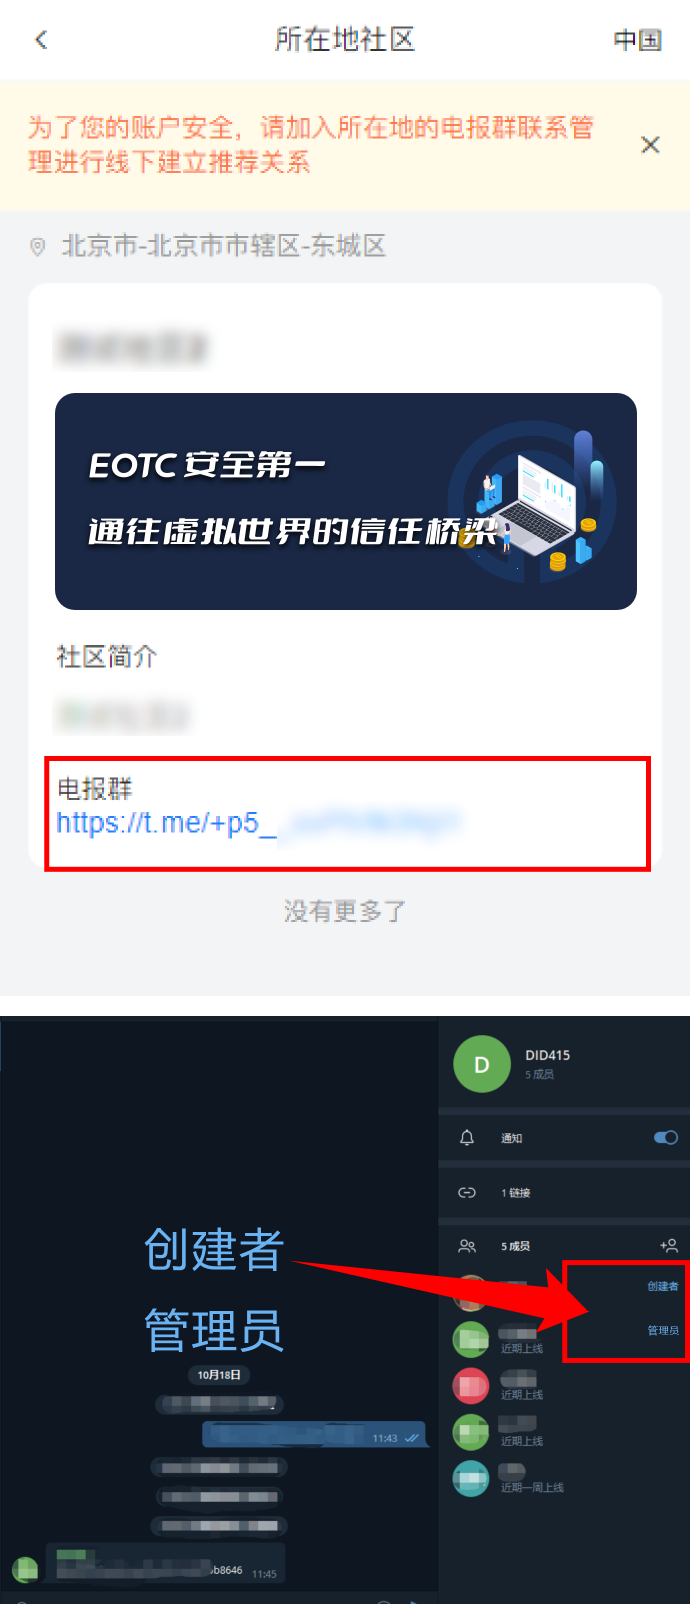 所在地社区
中国
为了您的账户安全，请加入所在地的电报群联系管
理进行线下建立推荐关系
北京市-北京市市辖区-东城区
EOTC 安全第一
通往虚拟世界的信任桥梁
社区简介
电报群
https://t.me/+p5_
没有更多了
D
DID415
5 成员
通知
1 链接
5 成员
创建者
管理员
创建者
管理员
近期上线
近期上线
近期上线
近期一周上线
10月18日
11:43
b8646
11:45